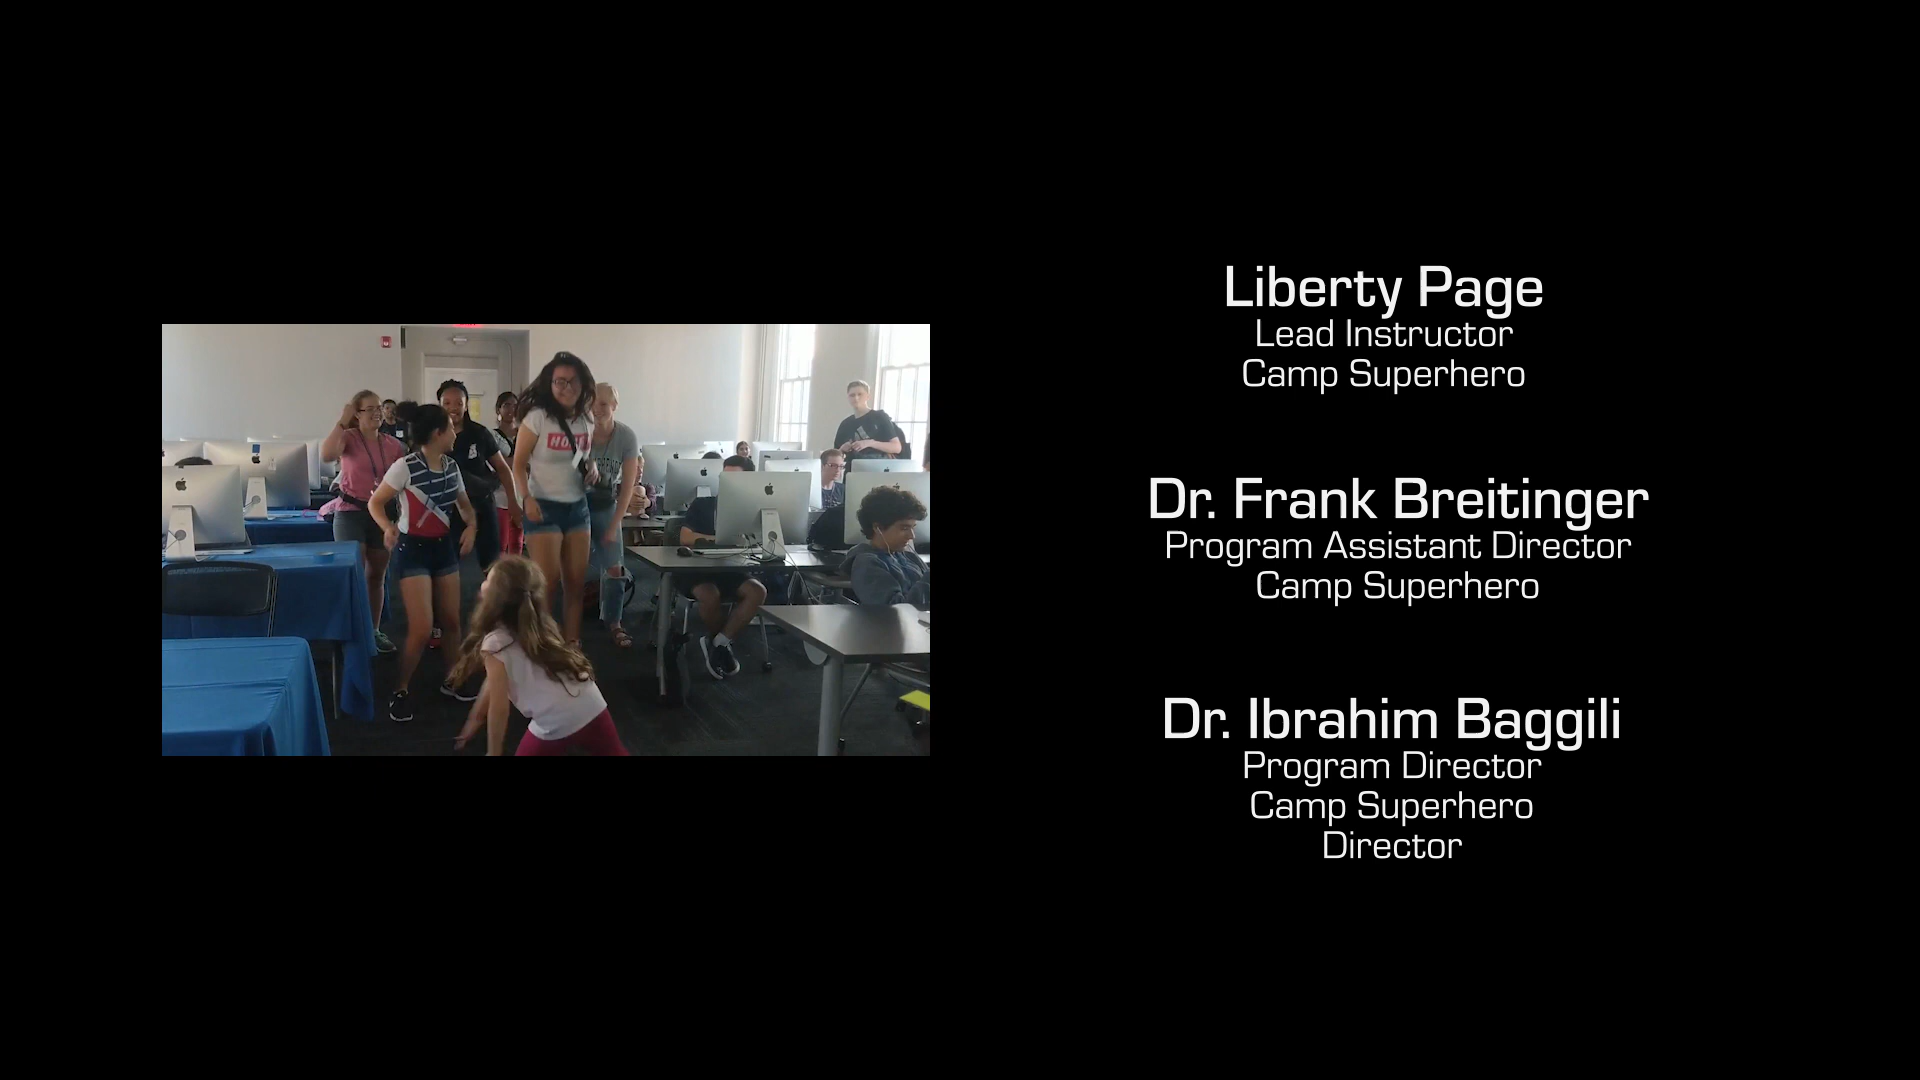 Liberty Page
Lead Instructor
Camp Superhero
Dr. Frank Breitinger
Program Assistant Director
Camp Superhero
Dr. Ibrahim Baggili
Program Director
Camp Superhero
Director